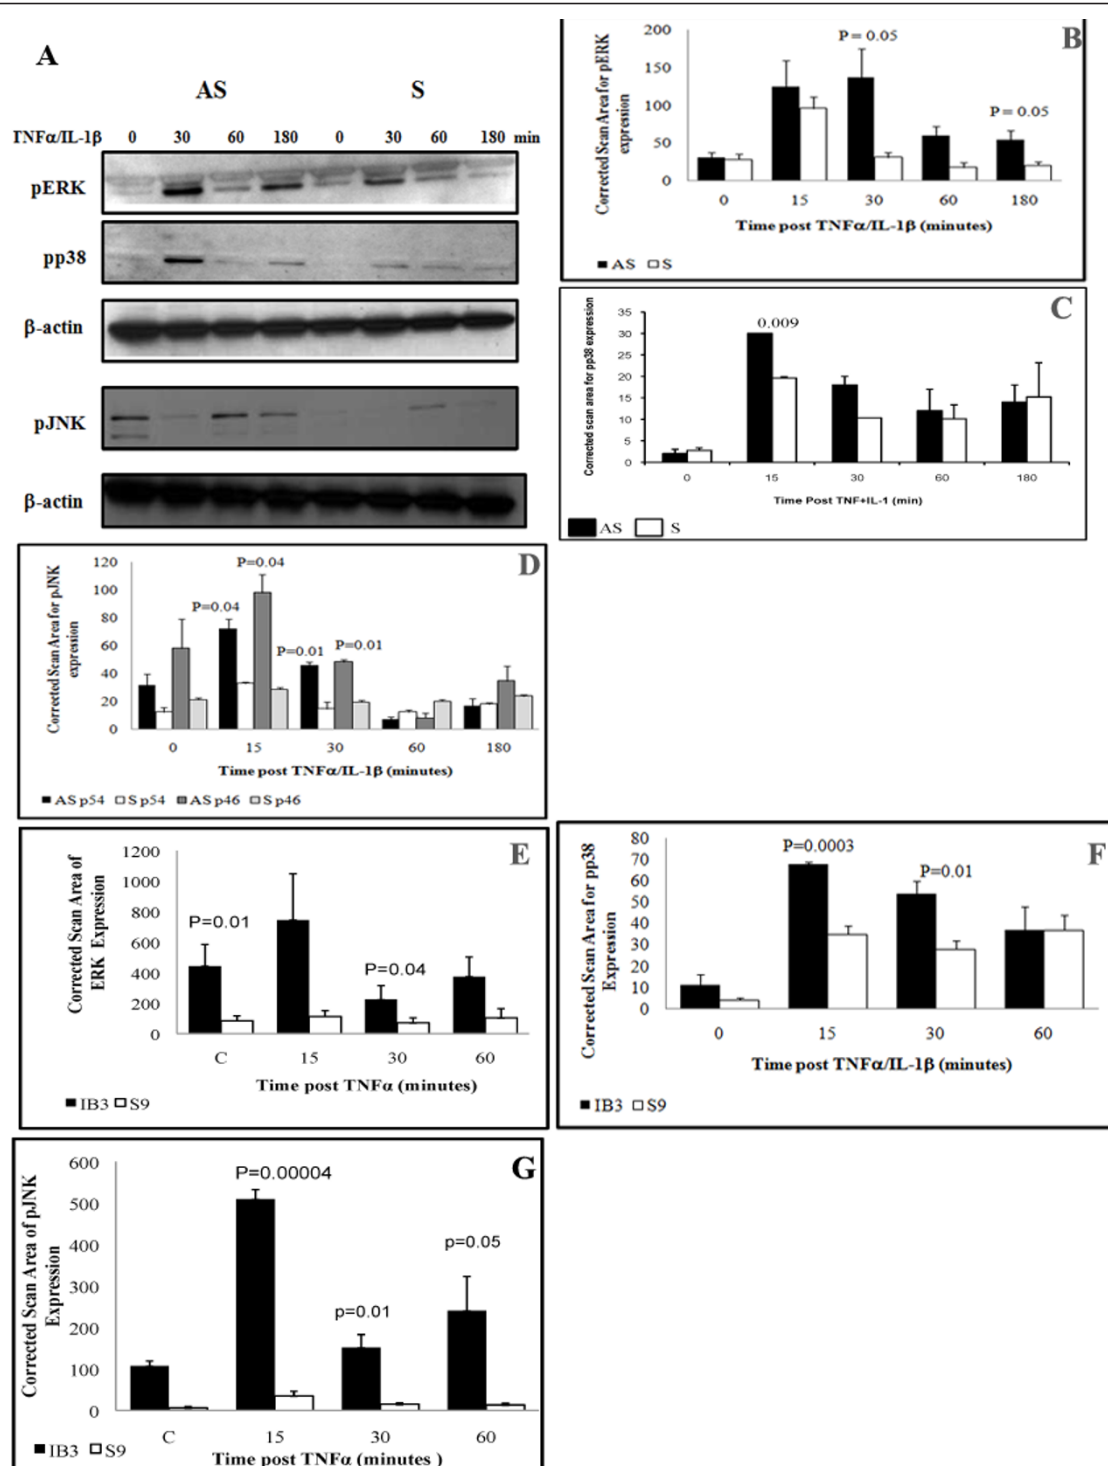 A
AS S
TNFα/IL-1β 0 30 60 180 0 30 60 180 min
pERK
pp38
β-actin
pJNK
β-actin
B
Corrected Scan Area for pERK
expression
200
150
100
50
0
P = 0.05
P = 0.05
0 15 30 60 180
Time post TNFα/IL-1β (minutes)
AS S
C
Corrected scan area for pp38 expression
35
30
25
20
15
10
5
0
0.009
0 15 30 60 180
Time Post TNF+IL-1 (min)
AS S
D
Corrected Scan Area for pJNK
expression
120
100
80
60
40
20
0
P=0.04
P=0.04
P=0.01 P=0.01
0 15 30 60 180
Time post TNFα/IL-1β (minutes)
AS p54 S p54 AS p46 S p46
E
Corrected Scan Area of
ERK Expression
1200
1000
800
600
400
200
0
P=0.01
P=0.04
C 15 30 60
Time post TNFα (minutes)
IB3 S9
F
Corrected Scan Area for pp38
Expression
80
70
60
50
40
30
20
10
0
P=0.0003
P=0.01
0 15 30 60
Time post TNFα/IL-1β (minutes)
IB3 S9
G
Corrected Scan Area of pJNK
Expression
600
500
400
300
200
100
0
P=0.00004
p=0.01
p=0.05
C 15 30 60
Time post TNFα (minutes )
IB3 S9